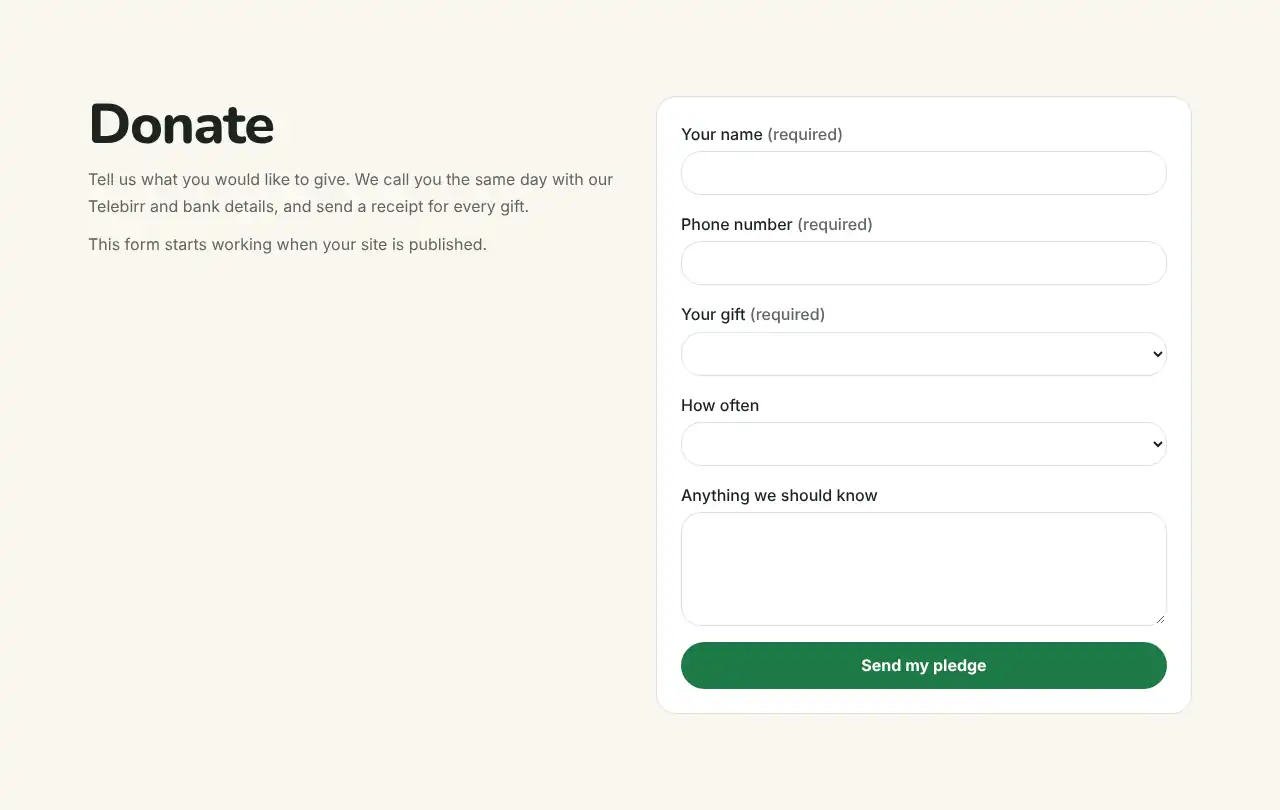 Donate
Tell us what you would like to give. We call you the same day with our
Telebirr and bank details, and send a receipt for every gift.
This form starts working when your site is published.
Your name (required)
Phone number (required)
Your gift (required)
How often
Anything we should know
Send my pledge